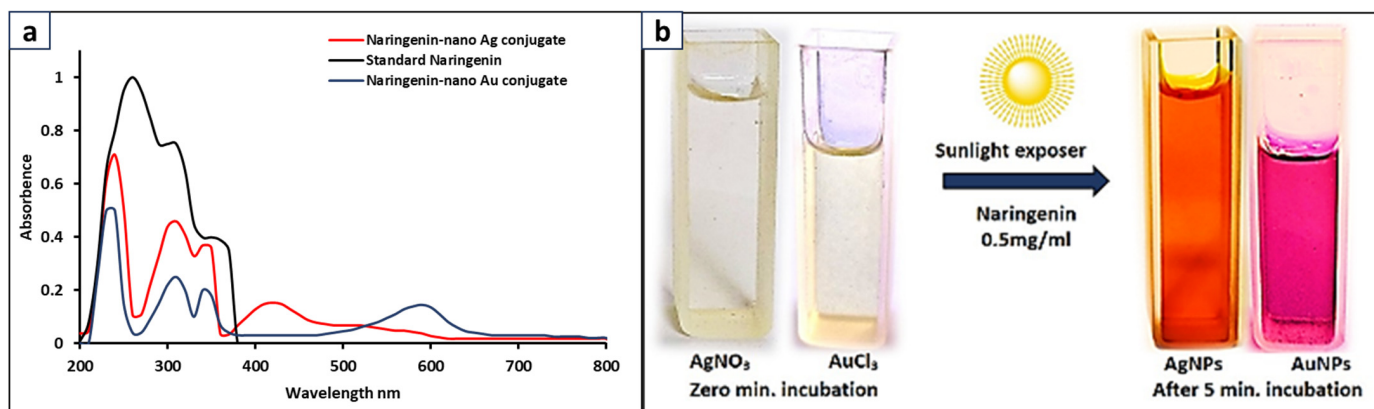 a
Naringenin-nano Ag conjugate
Standard Naringenin
Naringenin-nano Au conjugate
1
0.8
0.6
0.4
0.2
0
Absorbence
200 300 400 500 600 700 800
Wavelength nm
b
Sunlight exposer
Naringenin
0.5mg/ml
AgNO₃ AuCl₃
Zero min. incubation
AgNPs AuNPs
After 5 min. incubation